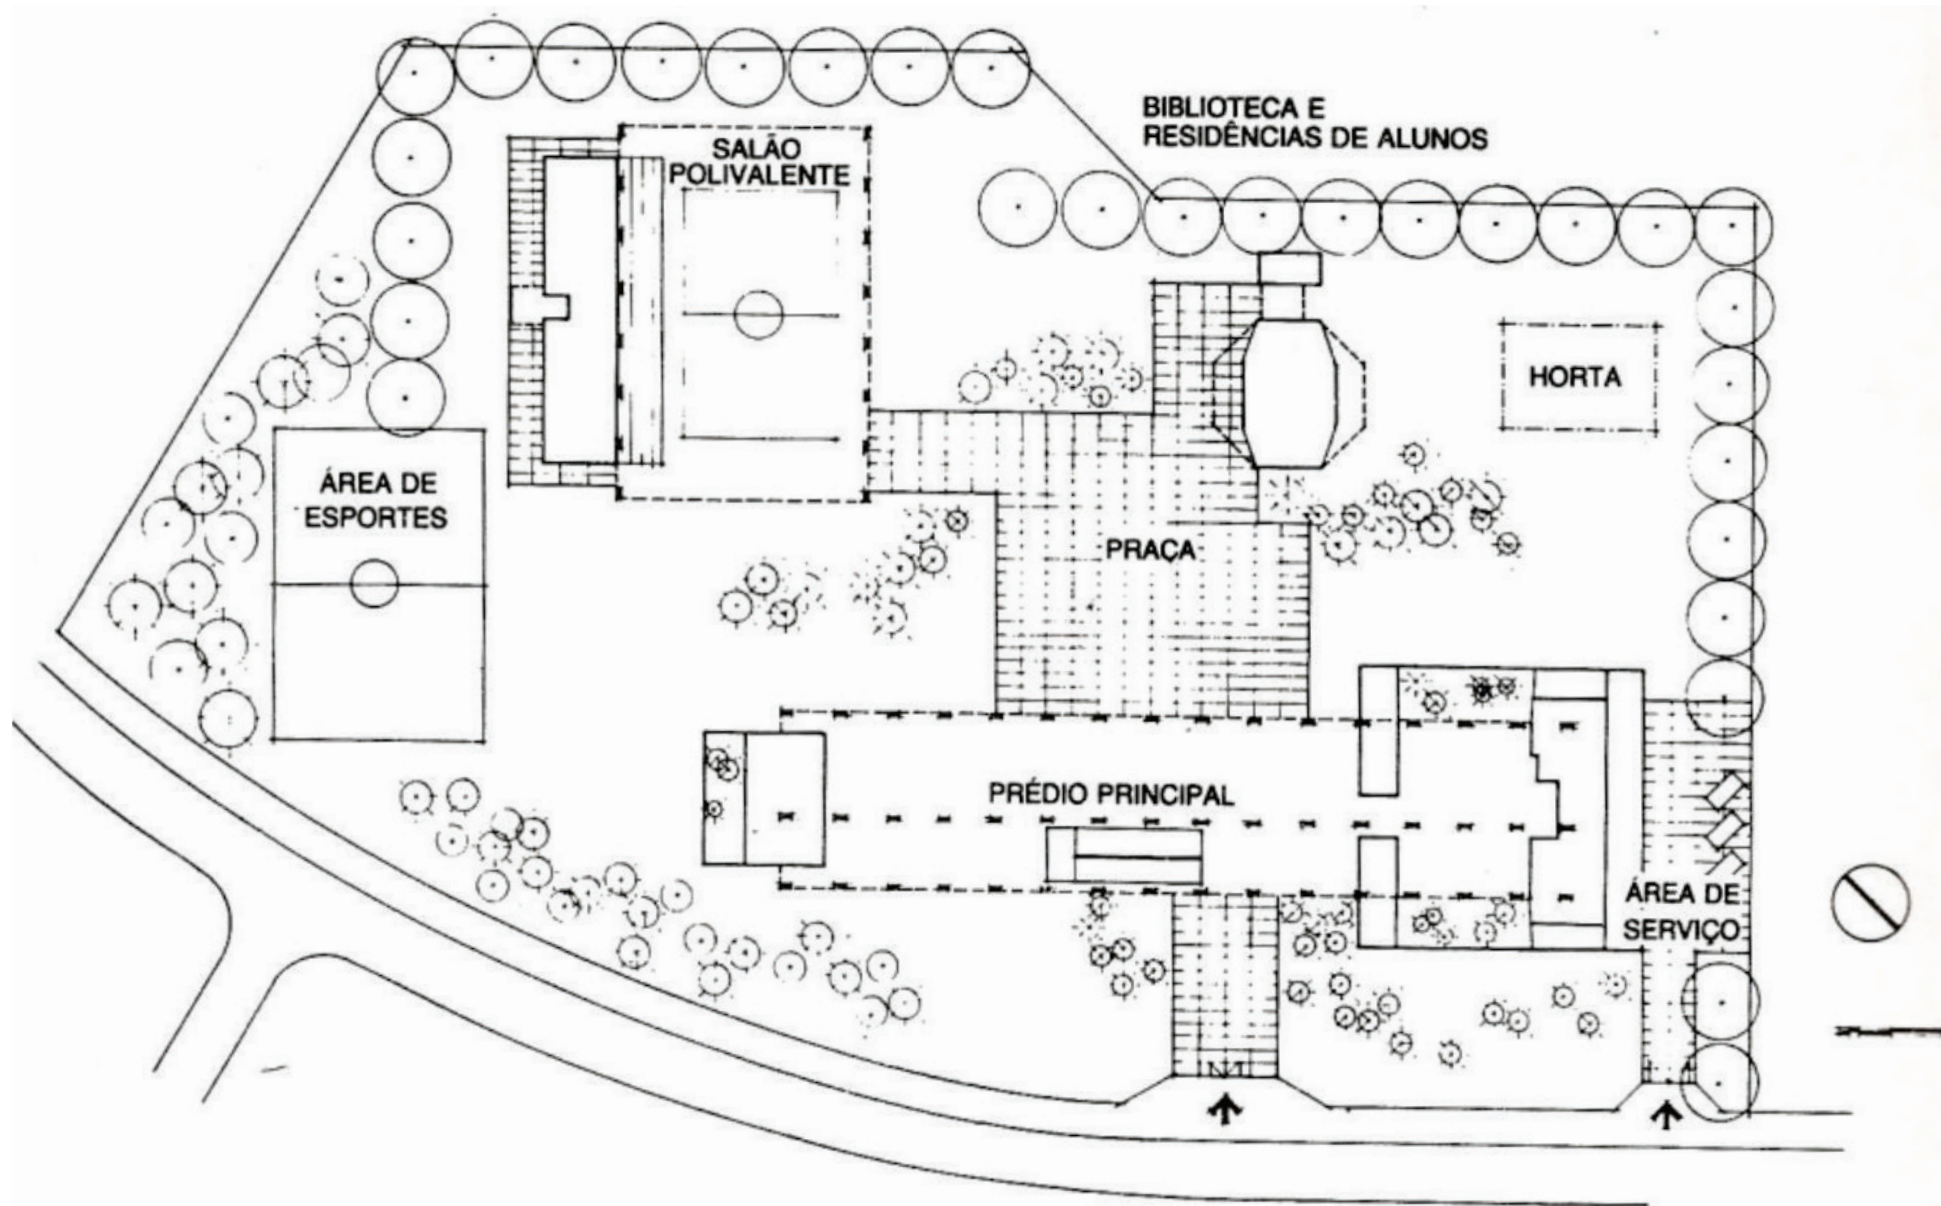 BIBLIOTECA E
RESIDÊNCIAS DE ALUNOS
SALÃO
POLIVALENTE
HORTA
ÁREA DE
ESPORTES
PRAÇA
PRÉDIO PRINCIPAL
ÁREA DE
SERVIÇO